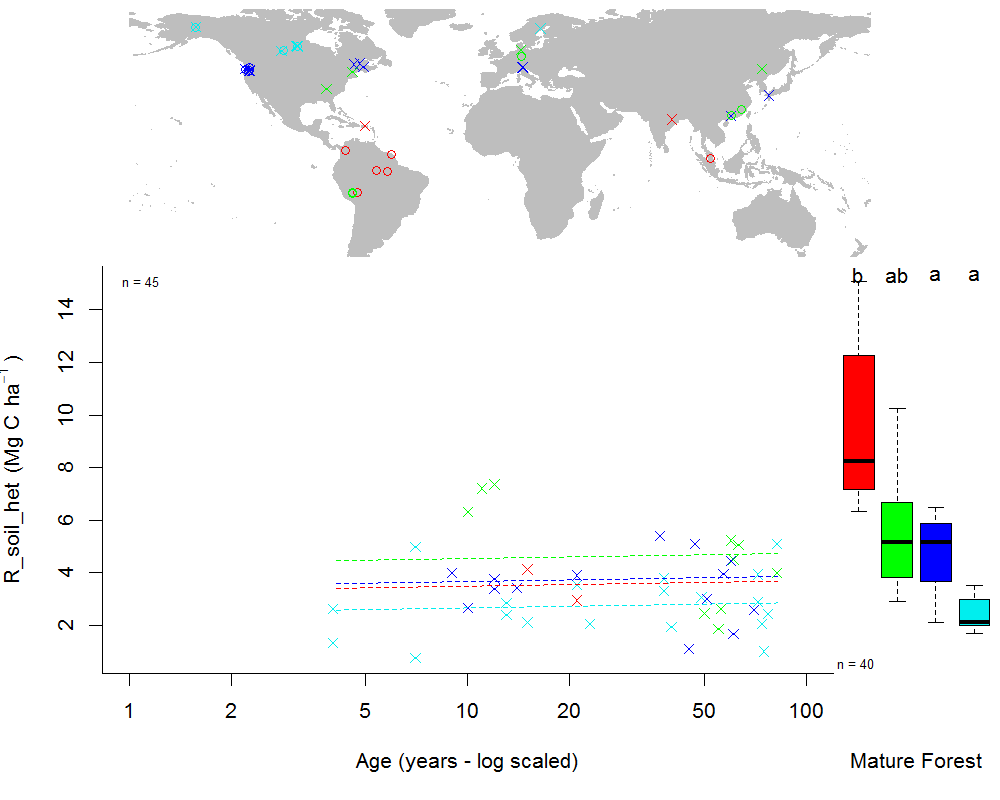 n = 45
b ab a a
R_soil_het (Mg C ha⁻¹ )
14
12
10
8
6
4
2
n = 40
1 2 5 10 20 50 100
Age (years - log scaled)
Mature Forest